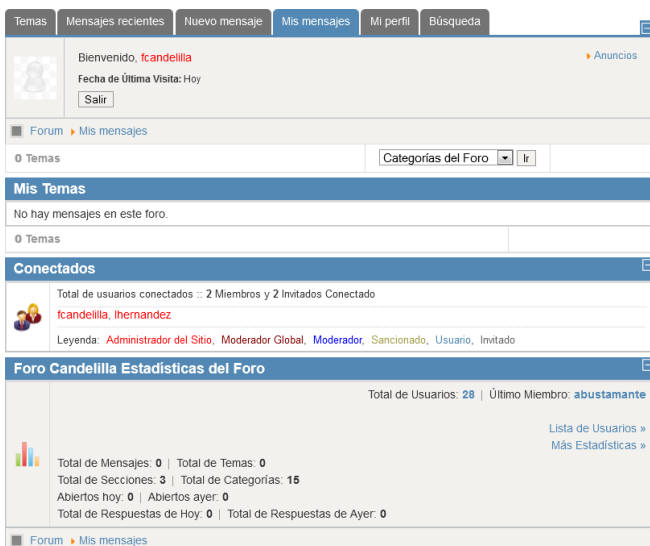 Temas Mensajes recientes Nuevo mensaje Mis mensajes Mi perfil Búsqueda
Bienvenido, fcandelilla
Anuncios
Fecha de Última Visita: Hoy
Salir
Forum Mis mensajes
0 Temas Categorías del Foro Ir
Mis Temas
No hay mensajes en este foro.
0 Temas
Conectados
Total de usuarios conectados :: 2 Miembros y 2 Invitados Conectado
fcandelilla, lhernandez
Leyenda: Administrador del Sitio, Moderador Global, Moderador, Sancionado, Usuario, Invitado
Foro Candelilla Estadísticas del Foro
Total de Usuarios: 28 | Último Miembro: abustamante
Lista de Usuarios »
Más Estadísticas »
Total de Mensajes: 0 | Total de Temas: 0
Total de Secciones: 3 | Total de Categorías: 15
Abiertos hoy: 0 | Abiertos ayer: 0
Total de Respuestas de Hoy: 0 | Total de Respuestas de Ayer: 0
Forum Mis mensajes